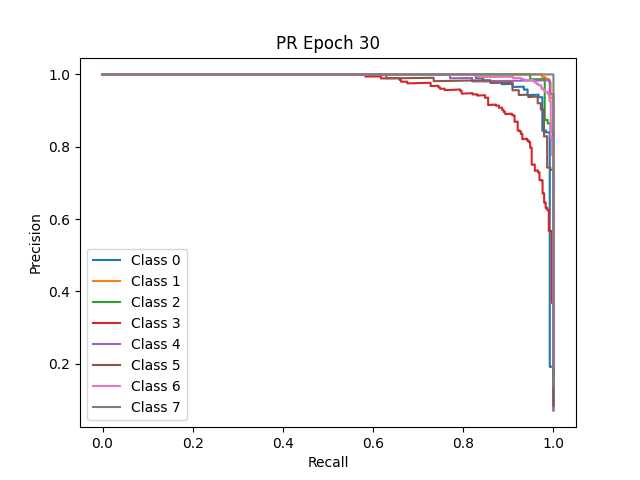 PR Epoch 30
1.0
0.8
0.6
0.4
0.2
Precision
Class 0
Class 1
Class 2
Class 3
Class 4
Class 5
Class 6
Class 7
0.0 0.2 0.4 0.6 0.8 1.0
Recall